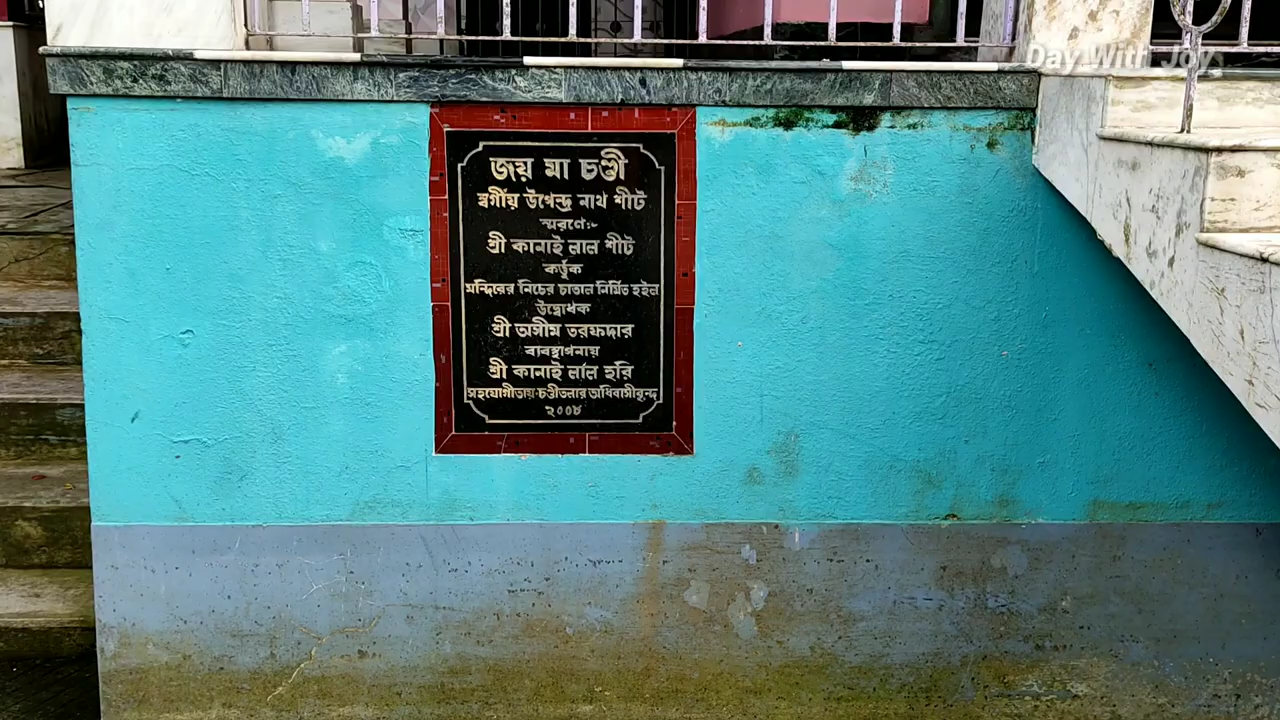 Day With Joy
জয় মা চণ্ডী
স্বর্গীয় উপেন্দ্র নাথ শীট
স্মরণেঃ-
শ্রী কানাই লাল শীট
কর্ত্তৃক
মন্দিরের নিচের চাতাল নির্মিত হইল
উদ্বোধক
শ্রী অসীম তরফদার
ব্যবস্থাপনায়
শ্রী কানাই লাল হরি
সহযোগীতায় চণ্ডীতলার অধিবাসীবৃন্দ
২০০৮